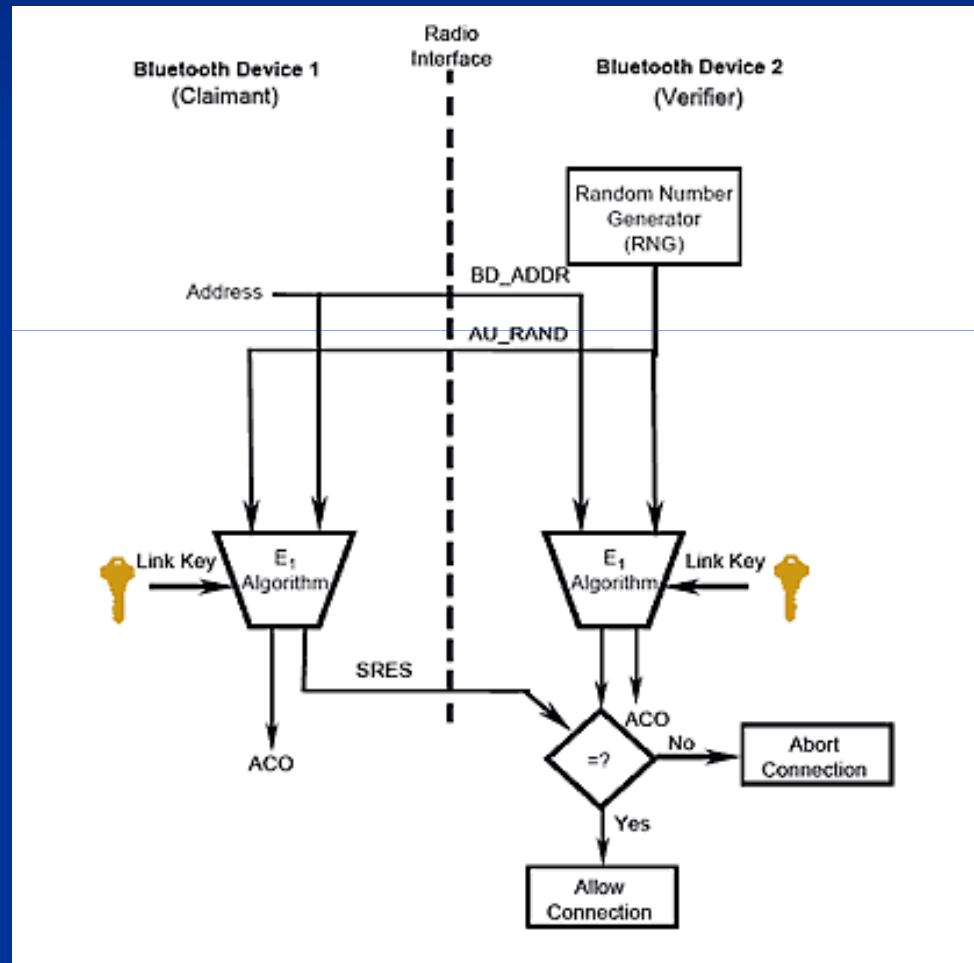 Radio
Interface
Bluetooth Device 1
(Claimant)
Bluetooth Device 2
(Verifier)
Random Number
Generator
(RNG)
Address
BD_ADDR
AU_RAND
Link Key
E1
Algorithm
E1
Algorithm
Link Key
SRES
ACO
ACO
=?
No
Abort
Connection
Yes
Allow
Connection